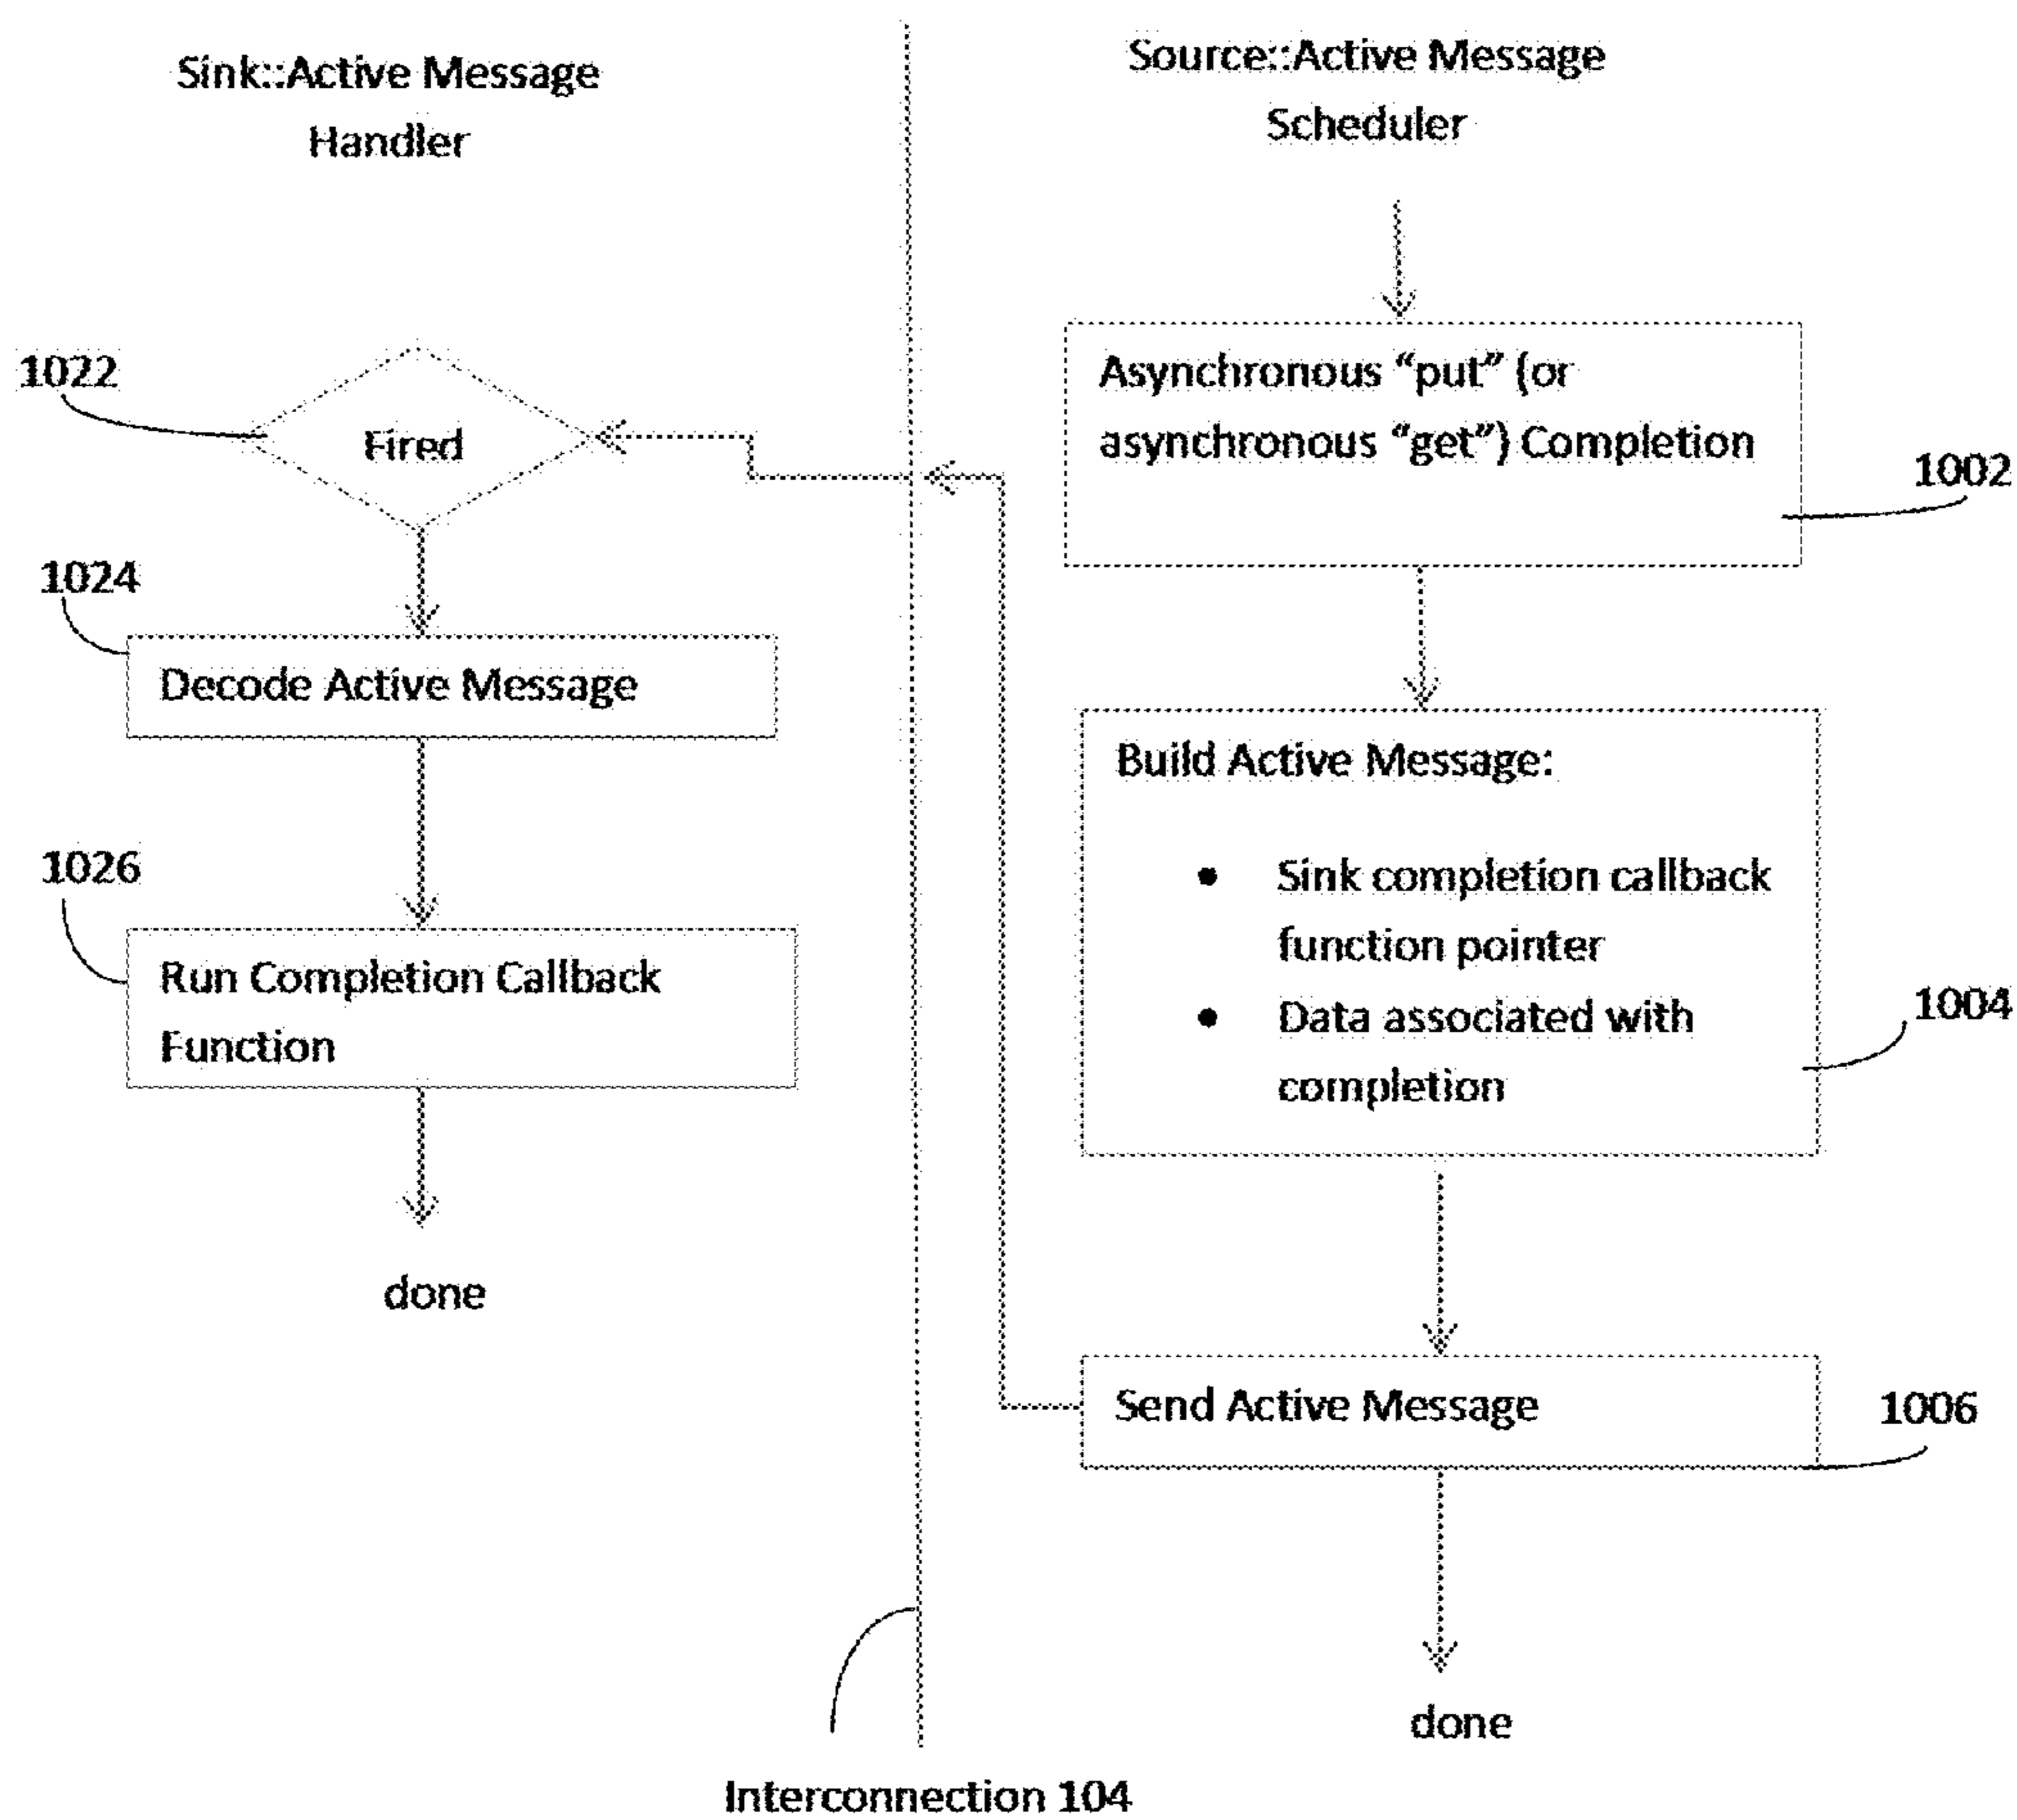 Sink::Active Message
Handler
1022
Fired
1024
Decode Active Message
1026
Run Completion Callback
Function
done
Source::Active Message
Scheduler
Asynchronous “put” (or
asynchronous “get”) Completion
1002
Build Active Message:
• Sink completion callback
function pointer
• Data associated with
completion
1004
Send Active Message
1006
done
Interconnection 104